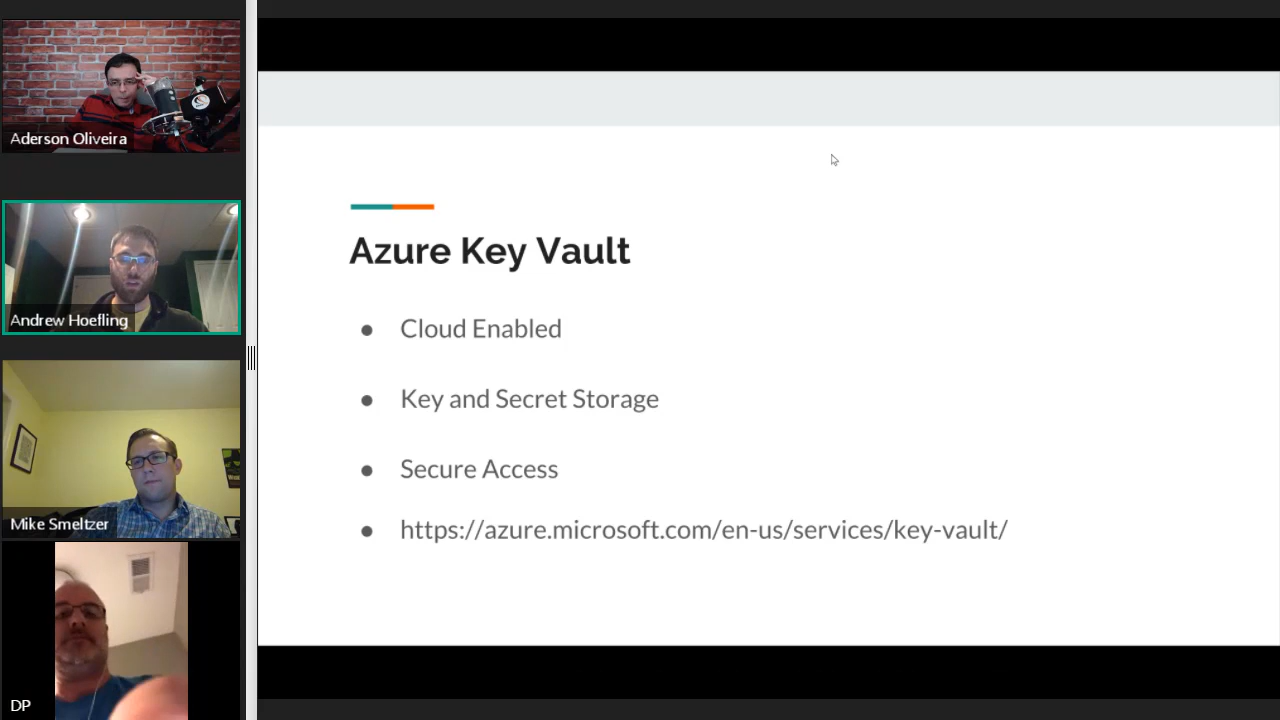 Aderson Oliveira
Andrew Hoefling
Mike Smeltzer
DP
Azure Key Vault
● Cloud Enabled
● Key and Secret Storage
● Secure Access
● https://azure.microsoft.com/en-us/services/key-vault/